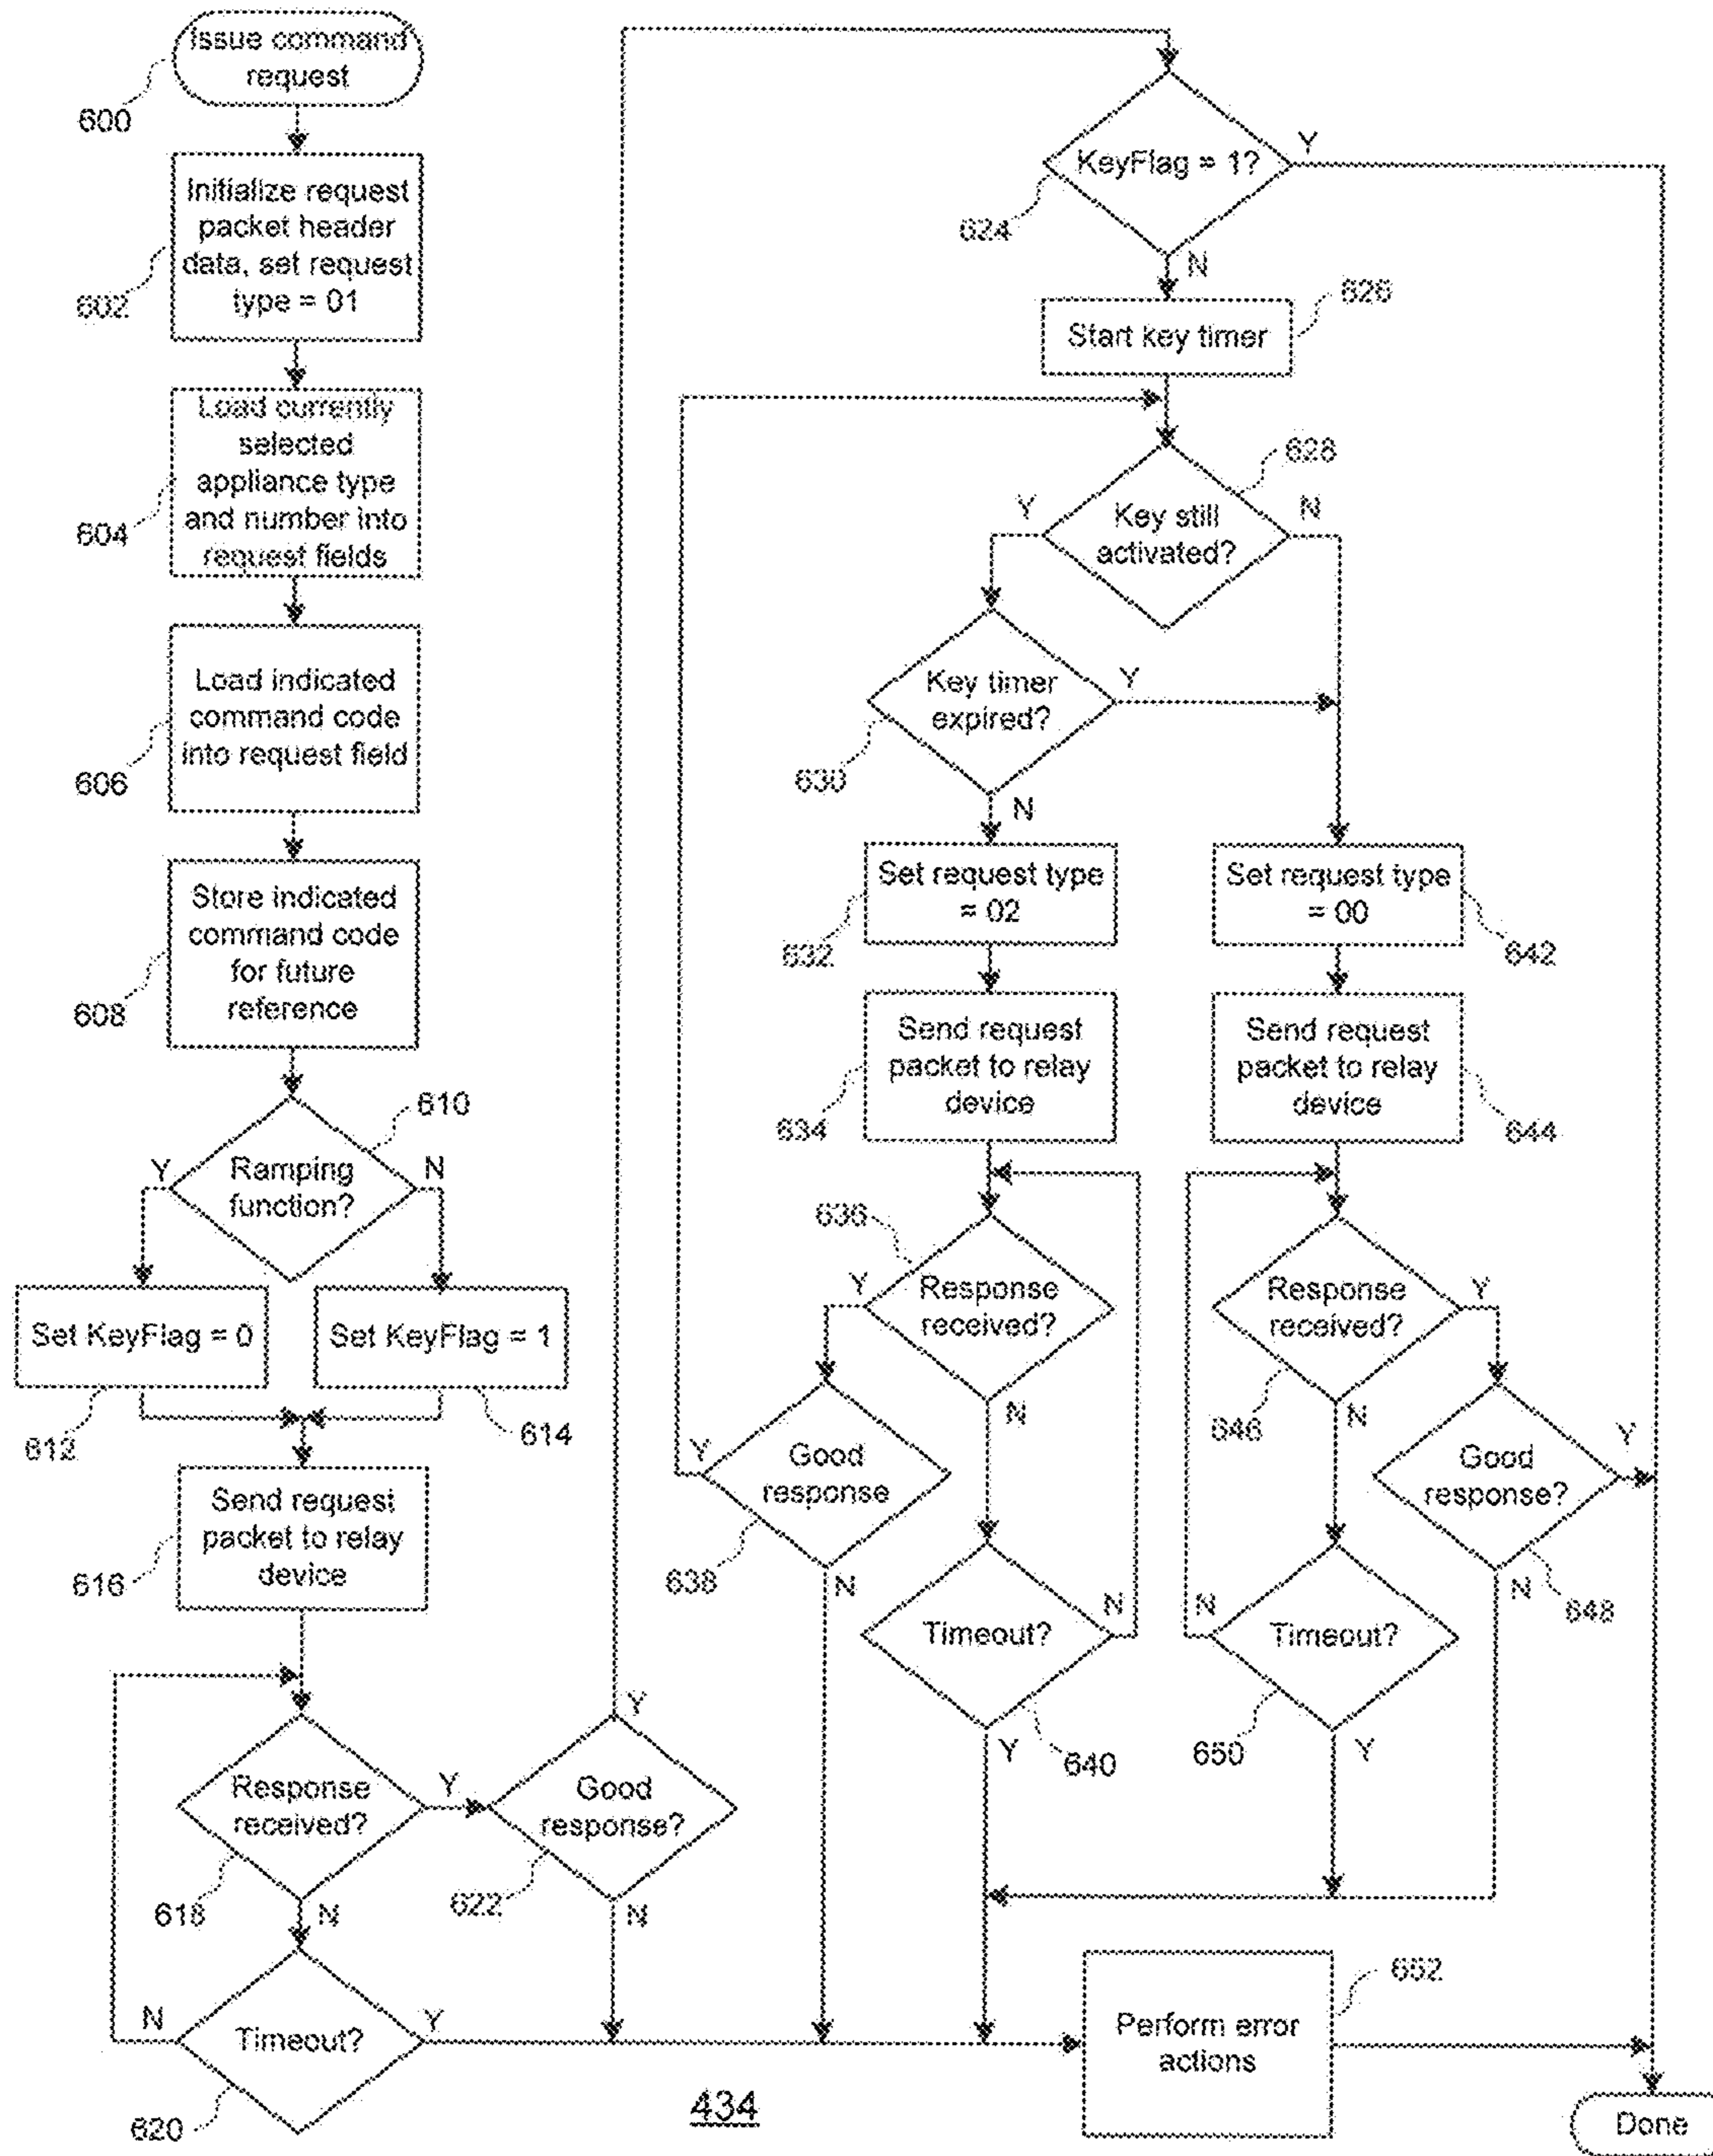 Issue command
request
600
Initialize request
packet header
data, set request
type = 01
602
Load currently
selected
appliance type
and number into
request fields
604
Load indicated
command code
into request field
606
Store indicated
command code
for future
reference
608
610
Ramping
function?
Y
N
Set KeyFlag = 0
Set KeyFlag = 1
612
614
Send request
packet to relay
device
616
Response
received?
Y
618
N
Good
response?
Y
622
N
Timeout?
N
Y
620
KeyFlag = 1?
Y
624
N
626
Start key timer
628
Key still
activated?
Y
N
Key timer
expired?
Y
630
N
Set request type
= 02
632
Set request type
= 00
642
Send request
packet to relay
device
634
Send request
packet to relay
device
644
636
Response
received?
Y
N
Response
received?
Y
646
N
Good
response
Y
638
N
Good
response?
Y
N
648
Timeout?
N
Y
640
Timeout?
N
650
Y
652
Perform error
actions
434
Done